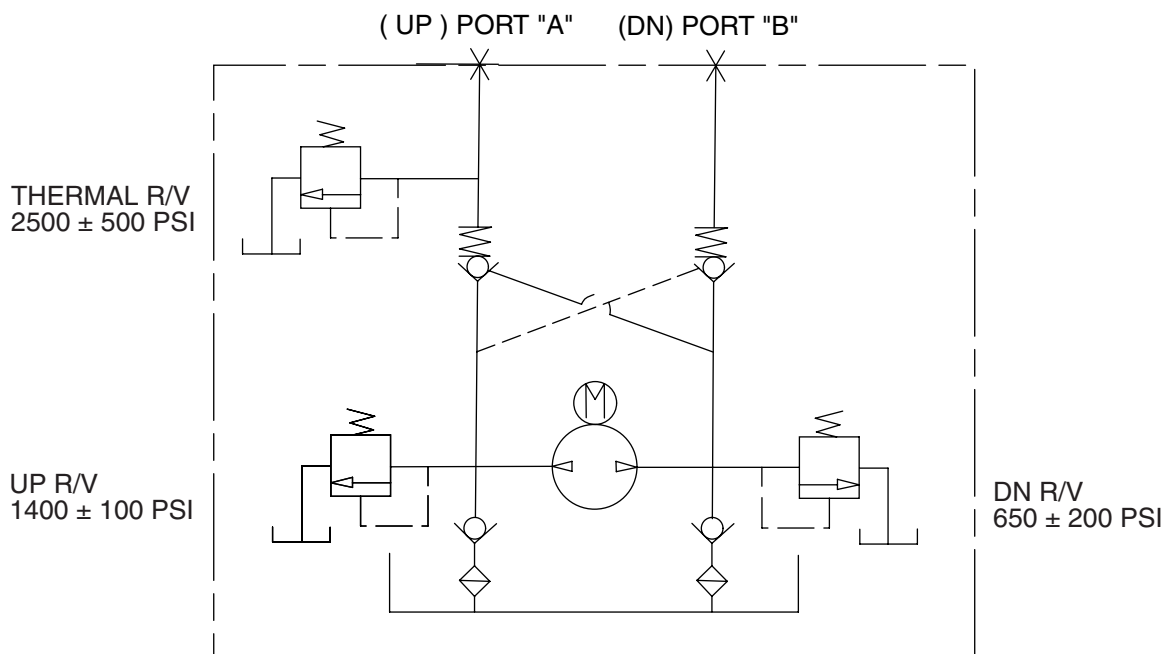 ( UP ) PORT "A"
(DN) PORT "B"
THERMAL R/V
2500 ± 500 PSI
M
UP R/V
1400 ± 100 PSI
DN R/V
650 ± 200 PSI